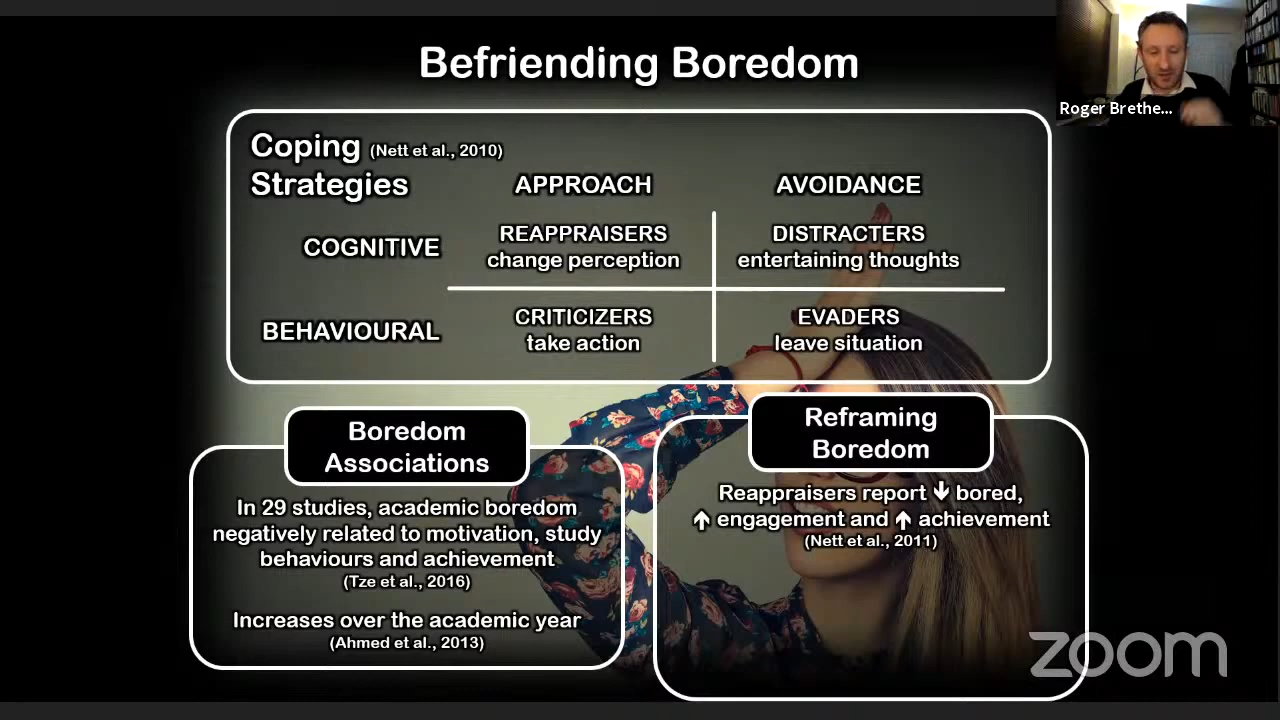 Befriending Boredom
Roger Brethe...
Coping (Nett et al., 2010)
Strategies
APPROACH
AVOIDANCE
COGNITIVE
REAPPRAISERS
change perception
DISTRACTERS
entertaining thoughts
BEHAVIOURAL
CRITICIZERS
take action
EVADERS
leave situation
Boredom
Associations
In 29 studies, academic boredom
negatively related to motivation, study
behaviours and achievement
(Tze et al., 2016)
Increases over the academic year
(Ahmed et al., 2013)
Reframing
Boredom
Reappraisers report ↓ bored,
↑ engagement and ↑ achievement
(Nett et al., 2011)
zoom